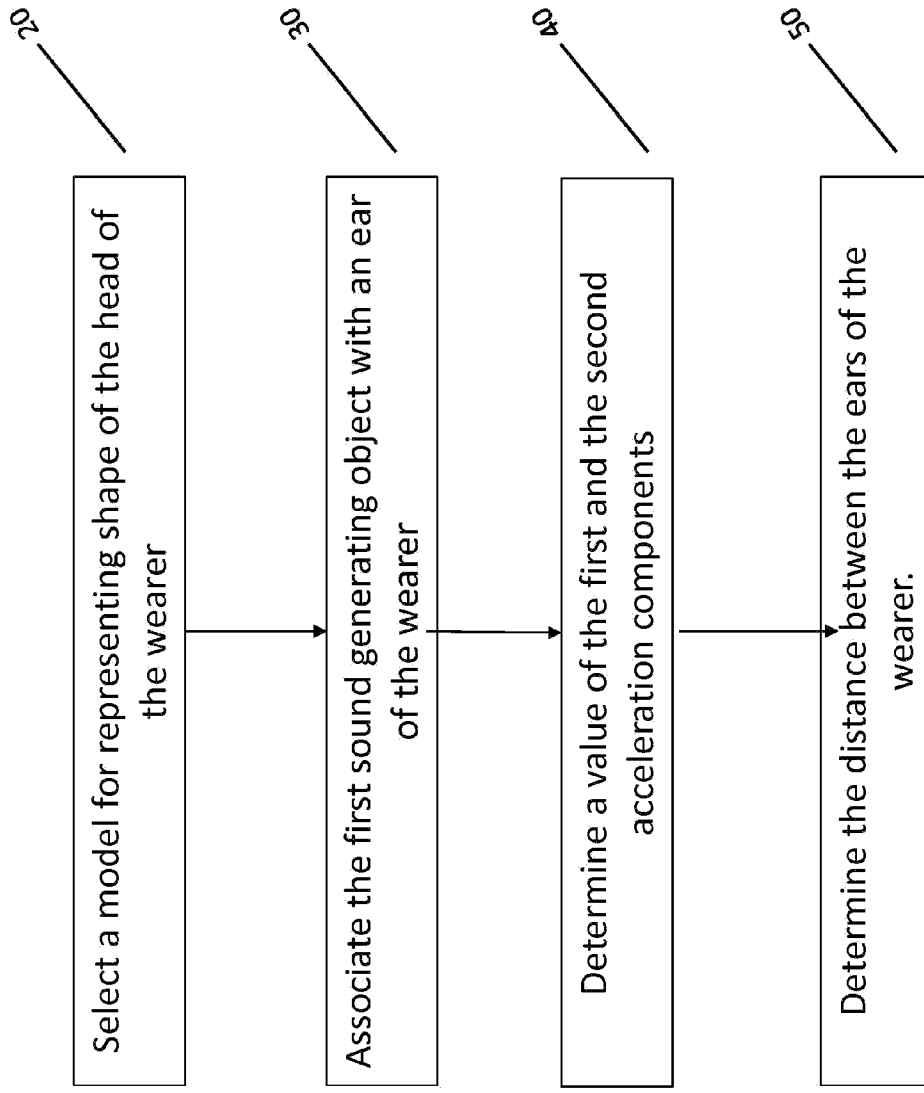 Select a model for representing shape of the head of
the wearer
20
Associate the first sound generating object with an ear
of the wearer
30
Determine a value of the first and the second
acceleration components
40
Determine the distance between the ears of the
wearer.
50